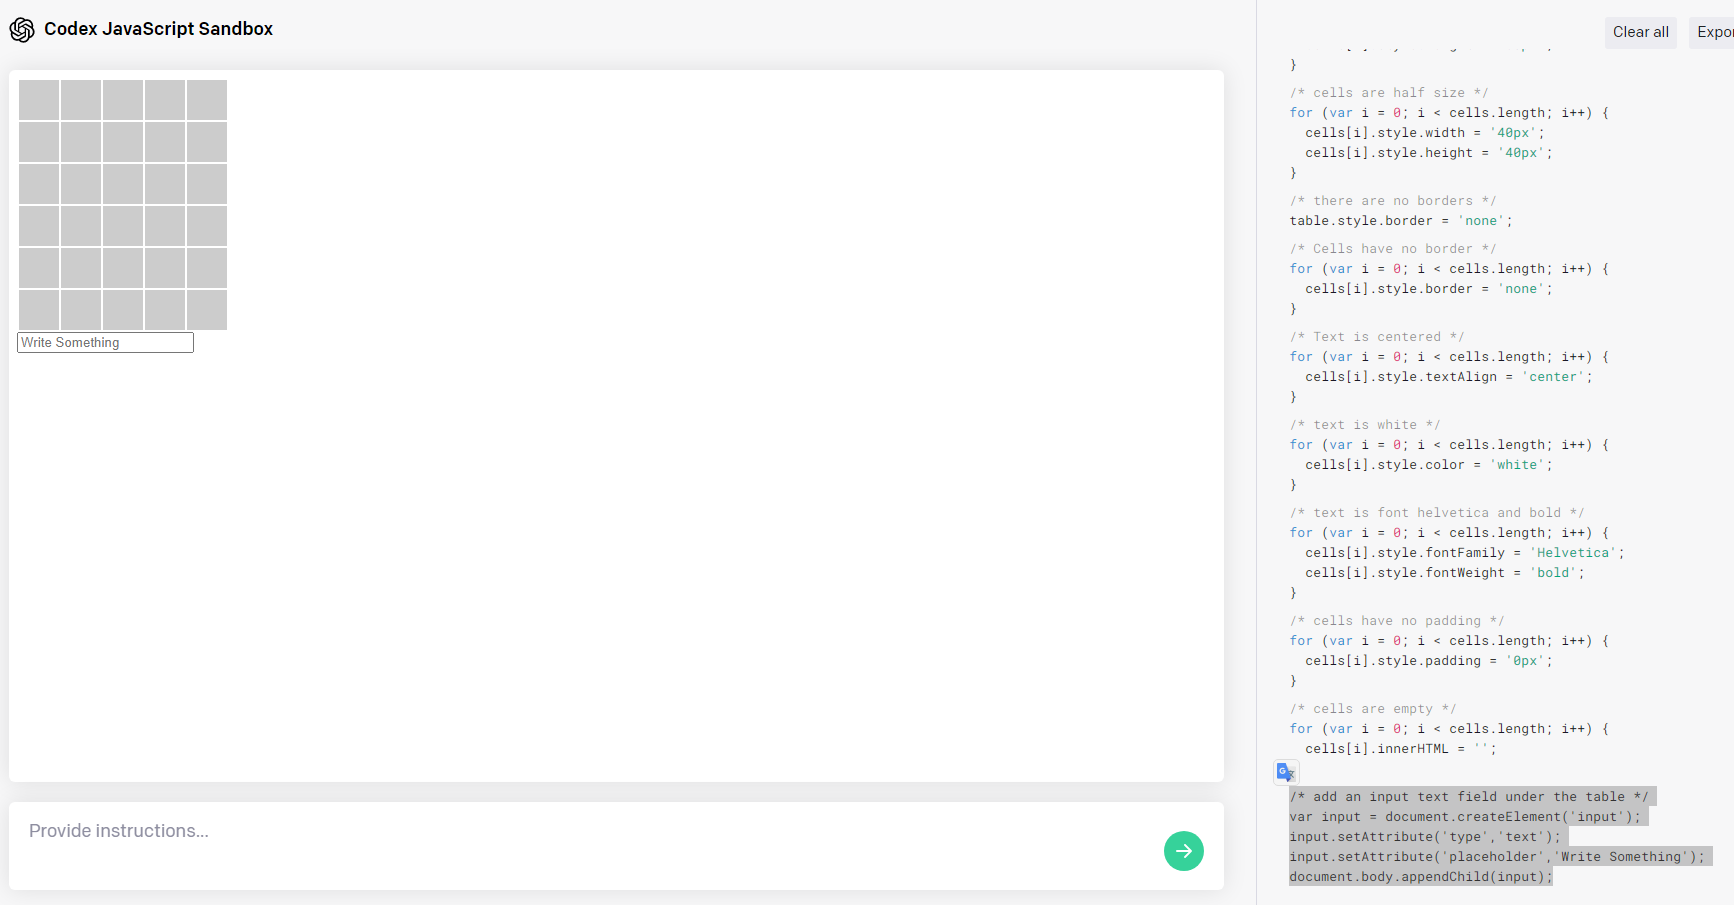 Codex JavaScript Sandbox
Write Something
Provide instructions...
Clear all
}
/* cells are half size */
for (var i = 0; i < cells.length; i++) {
  cells[i].style.width = '40px';
  cells[i].style.height = '40px';
}
/* there are no borders */
table.style.border = 'none';
/* Cells have no border */
for (var i = 0; i < cells.length; i++) {
  cells[i].style.border = 'none';
}
/* Text is centered */
for (var i = 0; i < cells.length; i++) {
  cells[i].style.textAlign = 'center';
}
/* text is white */
for (var i = 0; i < cells.length; i++) {
  cells[i].style.color = 'white';
}
/* text is font helvetica and bold */
for (var i = 0; i < cells.length; i++) {
  cells[i].style.fontFamily = 'Helvetica';
  cells[i].style.fontWeight = 'bold';
}
/* cells have no padding */
for (var i = 0; i < cells.length; i++) {
  cells[i].style.padding = '0px';
}
/* cells are empty */
for (var i = 0; i < cells.length; i++) {
  cells[i].innerHTML = '';
/* add an input text field under the table */
var input = document.createElement('input');
input.setAttribute('type','text');
input.setAttribute('placeholder','Write Something');
document.body.appendChild(input);